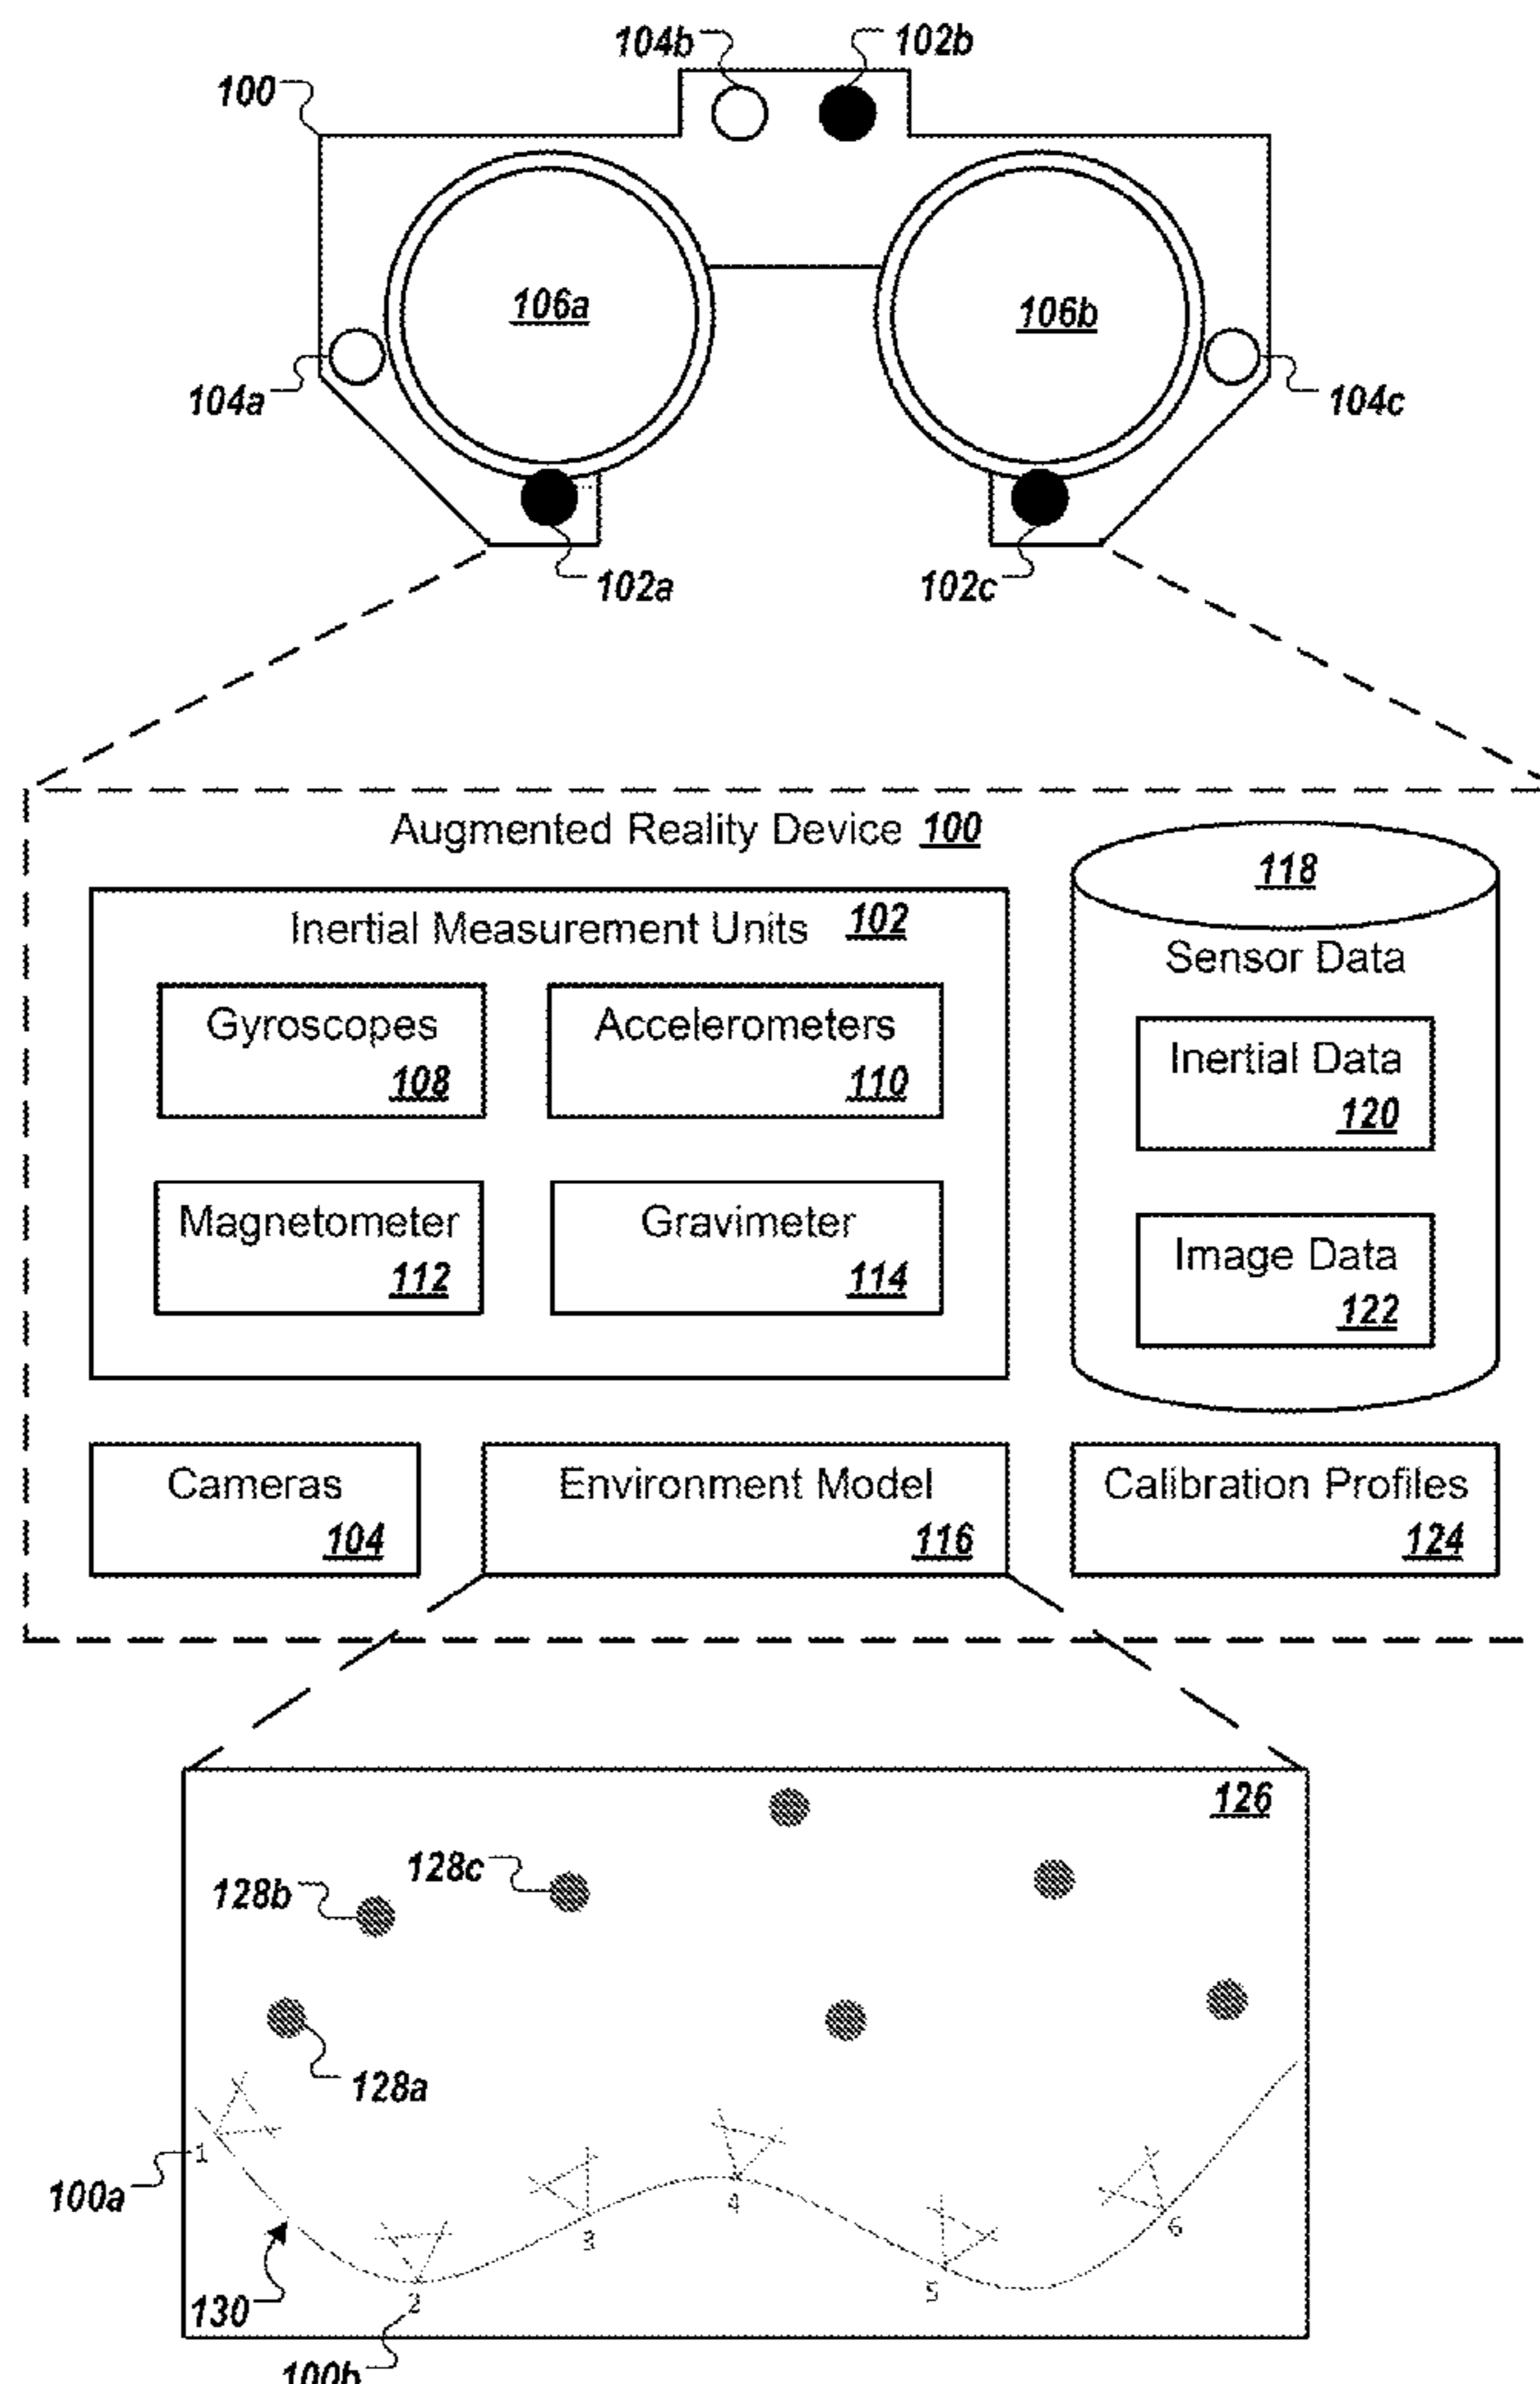 104b 102b
100
106a 106b
104a 104c
102a 102c
Augmented Reality Device 100
118
Inertial Measurement Units 102
Sensor Data
Gyroscopes
108
Accelerometers
110
Inertial Data
120
Magnetometer
112
Gravimeter
114
Image Data
122
Cameras
104
Environment Model
116
Calibration Profiles
124
126
128c
128b
128a
1
100a
4
3
6
5
2
130
100b